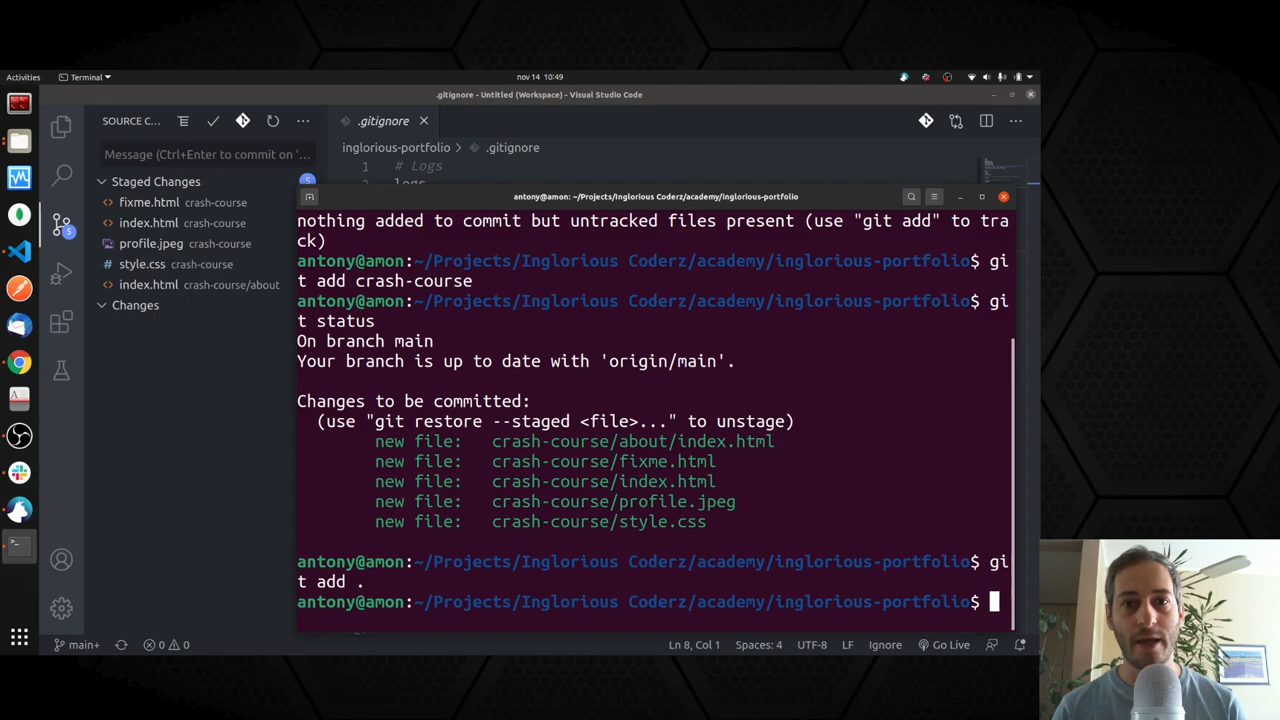 Activities
Terminal
nov 14 10:49
.gitignore - Untitled (Workspace) - Visual Studio Code
SOURCE C...
.gitignore
Message (Ctrl+Enter to commit on '...
inglorious-portfolio > .gitignore
1 # Logs
logs
Staged Changes
5
fixme.html crash-course
index.html crash-course
profile.jpeg crash-course
style.css crash-course
index.html crash-course/about
Changes
5
antony@amon: ~/Projects/Inglorious Coderz/academy/inglorious-portfolio
nothing added to commit but untracked files present (use "git add" to tra
ck)
antony@amon:~/Projects/Inglorious Coderz/academy/inglorious-portfolio$ gi
t add crash-course
antony@amon:~/Projects/Inglorious Coderz/academy/inglorious-portfolio$ gi
t status
On branch main
Your branch is up to date with 'origin/main'.
Changes to be committed:
(use "git restore --staged <file>..." to unstage)
new file: crash-course/about/index.html
new file: crash-course/fixme.html
new file: crash-course/index.html
new file: crash-course/profile.jpeg
new file: crash-course/style.css
antony@amon:~/Projects/Inglorious Coderz/academy/inglorious-portfolio$ gi
t add .
antony@amon:~/Projects/Inglorious Coderz/academy/inglorious-portfolio$
main+
0
0
Ln 8, Col 1
Spaces: 4
UTF-8
LF
Ignore
Go Live